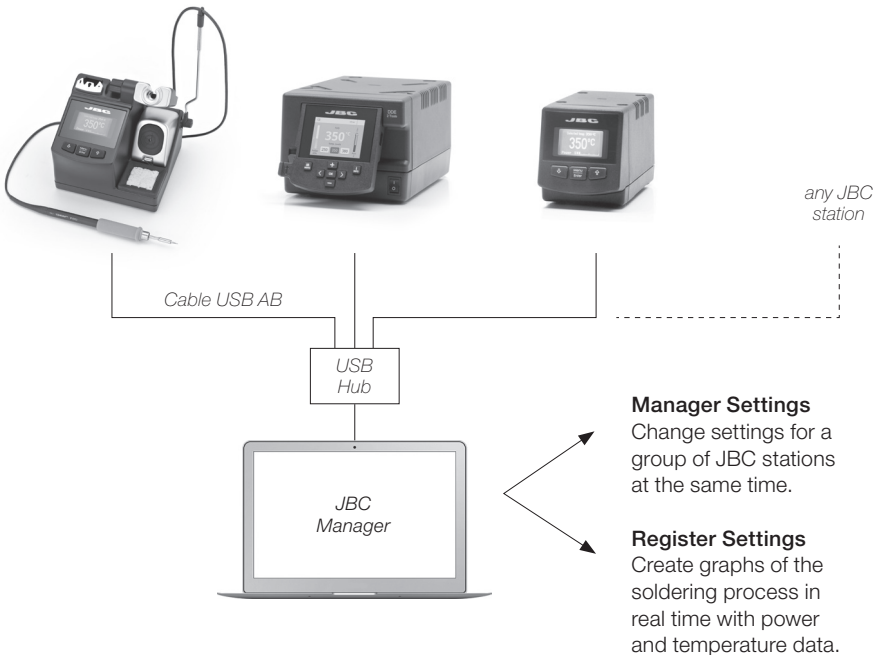 JBC
350°
JBC
350°
JBC
350°C
any JBC
station
Cable USB AB
USB
Hub
JBC
Manager
Manager Settings
Change settings for a
group of JBC stations
at the same time.
Register Settings
Create graphs of the
soldering process in
real time with power
and temperature data.